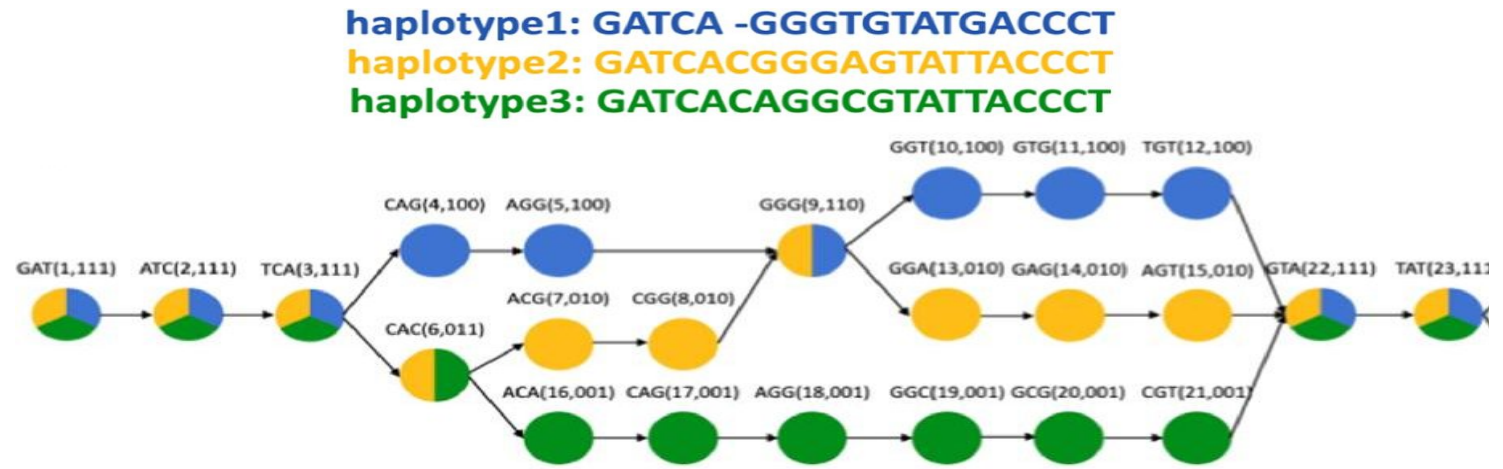 haplotype1: GATCA -GGGTGTATGACCCT
haplotype2: GATCACGGGAGTATTACCCT
haplotype3: GATCACAGGCGTATTACCCT
GGT(10,100) GTG(11,100) TGT(12,100)
CAG(4,100) AGG(5,100) GGG(9,110)
GAT(1,111) ATC(2,111) TCA(3,111) GGA(13,010) GAG(14,010) AGT(15,010) GTA(22,111) TAT(23,111
ACG(7,010) CGG(8,010)
CAC(6,011)
ACA(16,001) CAG(17,001) AGG(18,001) GGC(19,001) GCG(20,001) CGT(21,001)